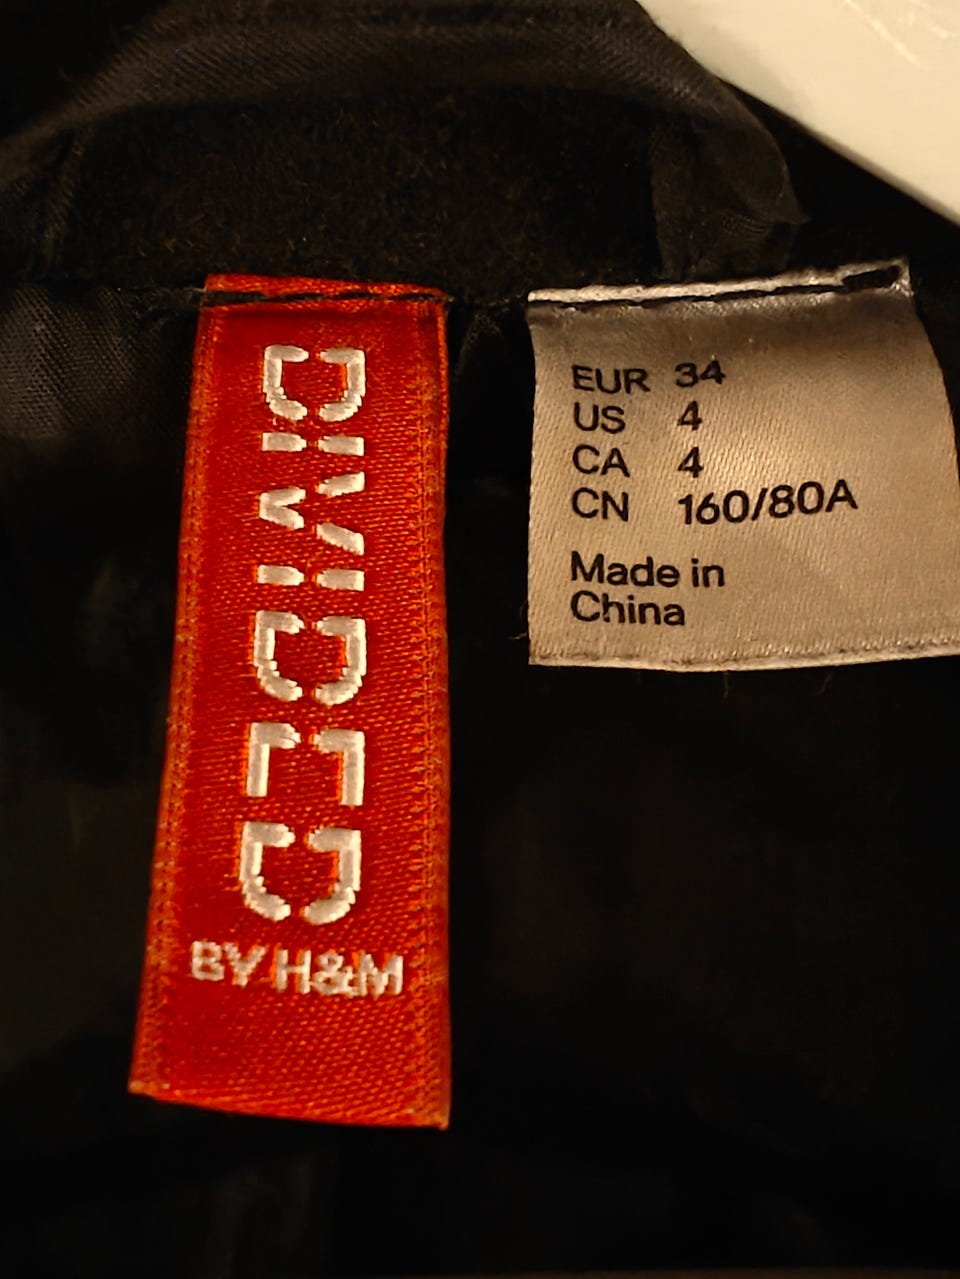 DIVIDED
BY H&M
EUR 34
US 4
CA 4
CN 160/80A
Made in
China